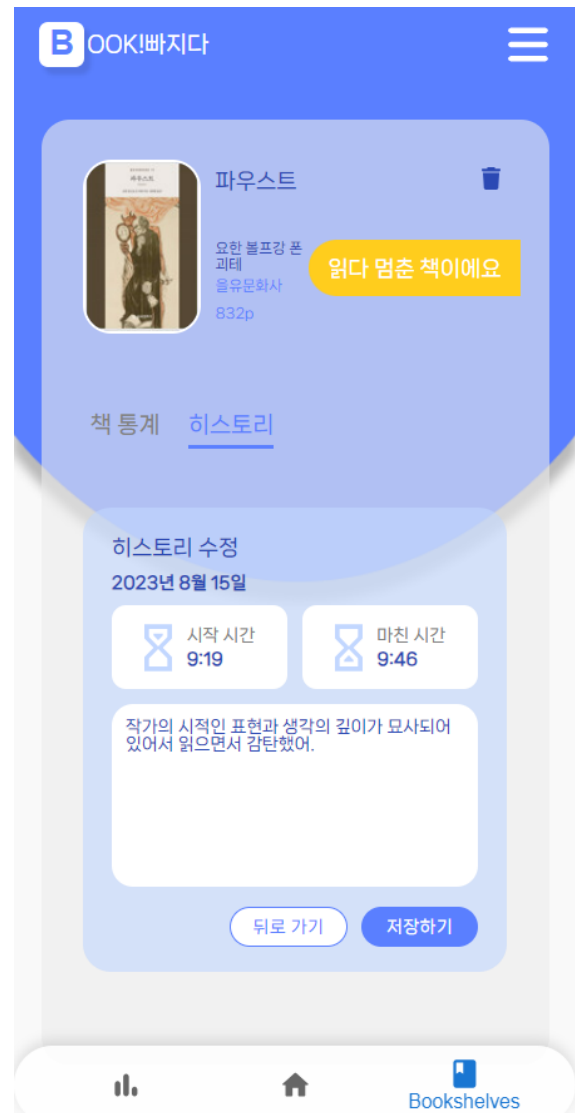 BOOK!빠지다
파우스트
파우스트
요한 볼프강 폰
괴테
을유문화사
832p
읽다 멈춘 책이에요
책 통계
히스토리
히스토리 수정
2023년 8월 15일
시작 시간
9:19
마친 시간
9:46
작가의 시적인 표현과 생각의 깊이가 묘사되어
있어서 읽으면서 감탄했어.
뒤로 가기
저장하기
Bookshelves